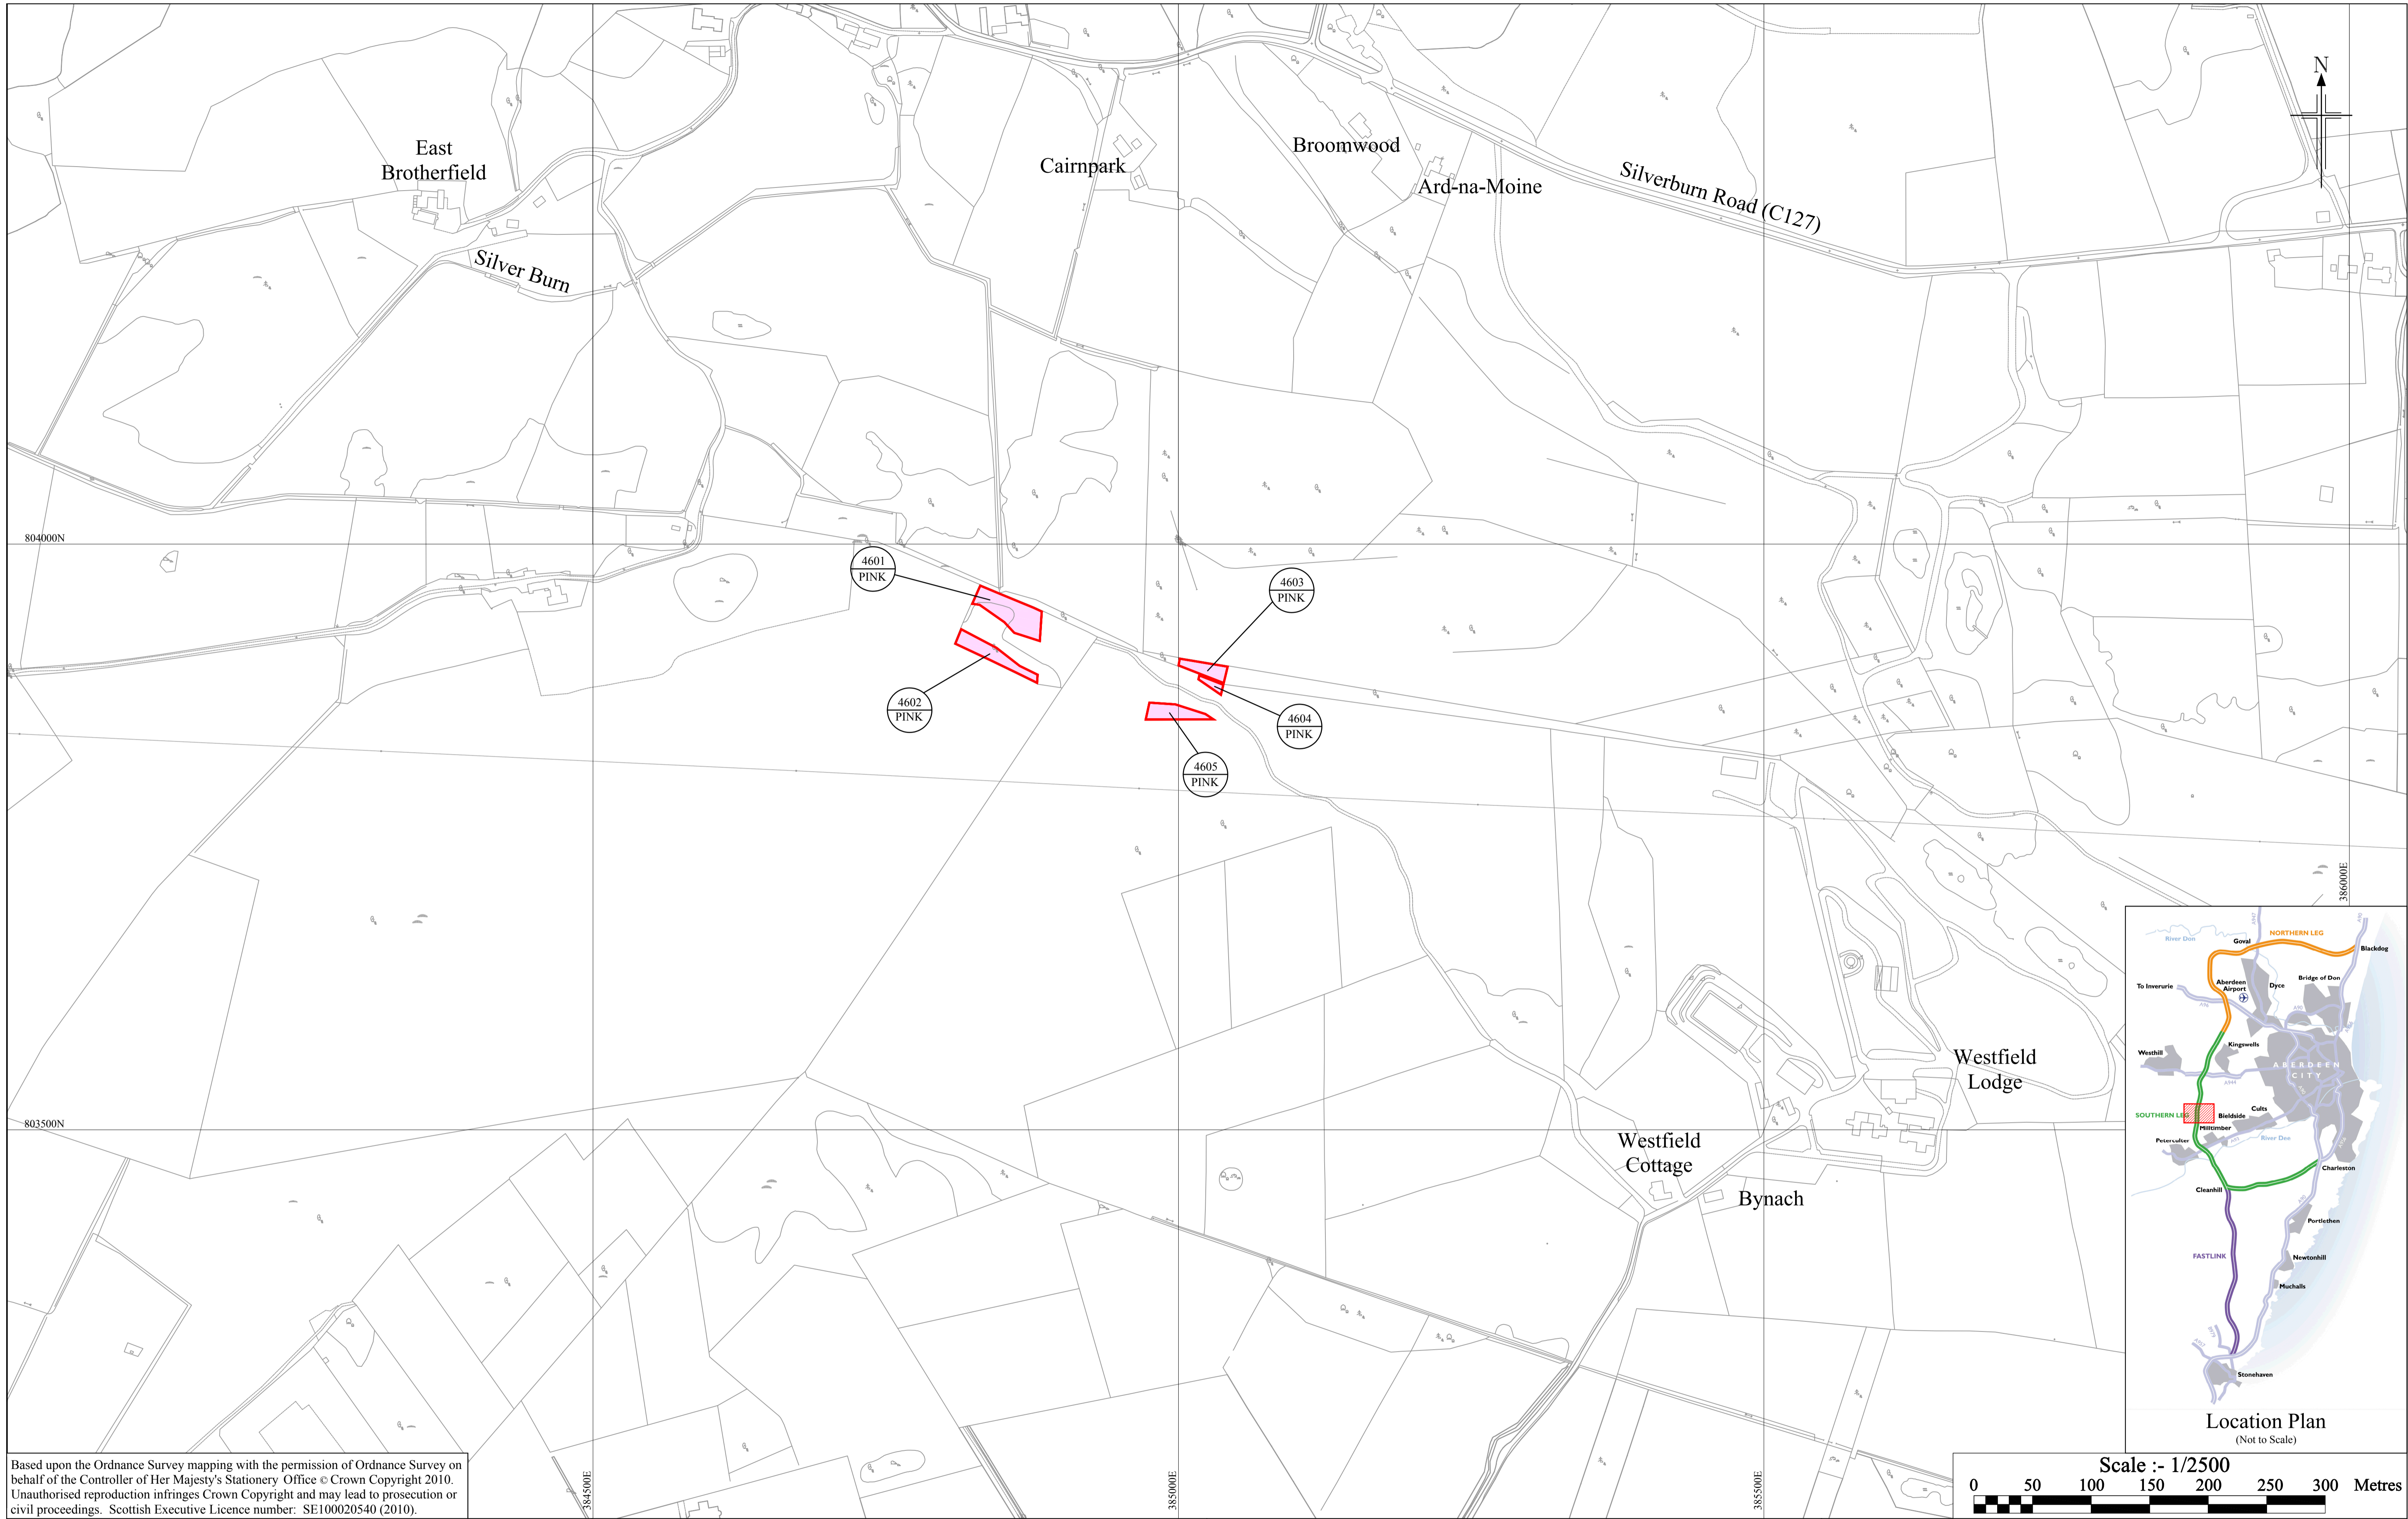 N
East
Brotherfield
Cairnpark
Broomwood
Ard-na-Moine
Silverburn Road (C127)
Silver Burn
804000N
4601
PINK
4603
PINK
4602
PINK
4604
PINK
4605
PINK
386000E
Westfield
Lodge
803500N
Westfield
Cottage
Bynach
384500E
385000E
385500E
River Don
Goval
NORTHERN LEG
Blackdog
To Inverurie
Aberdeen
Airport
Dyce
Bridge of Don
A96
Westhill
Kingswells
ABERDEEN
CITY
A944
SOUTHERN LEG
Bieldside
Cults
Milltimber
Peterculter
A93
River Dee
Charleston
Cleanhill
A90
Portlethen
FASTLINK
Newtonhill
Muchalls
Stonehaven
Location Plan
(Not to Scale)
Based upon the Ordnance Survey mapping with the permission of Ordnance Survey on
behalf of the Controller of Her Majesty's Stationery Office © Crown Copyright 2010.
Unauthorised reproduction infringes Crown Copyright and may lead to prosecution or
civil proceedings. Scottish Executive Licence number: SE100020540 (2010).
Scale :- 1/2500
0 50 100 150 200 250 300 Metres